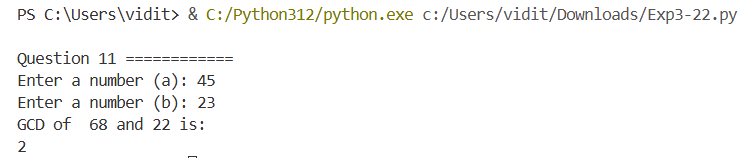 PS C:\Users\vidit> & C:/Python312/python.exe c:/Users/vidit/Downloads/Exp3-22.py
Question 11 ============
Enter a number (a): 45
Enter a number (b): 23
GCD of  68 and 22 is:
2